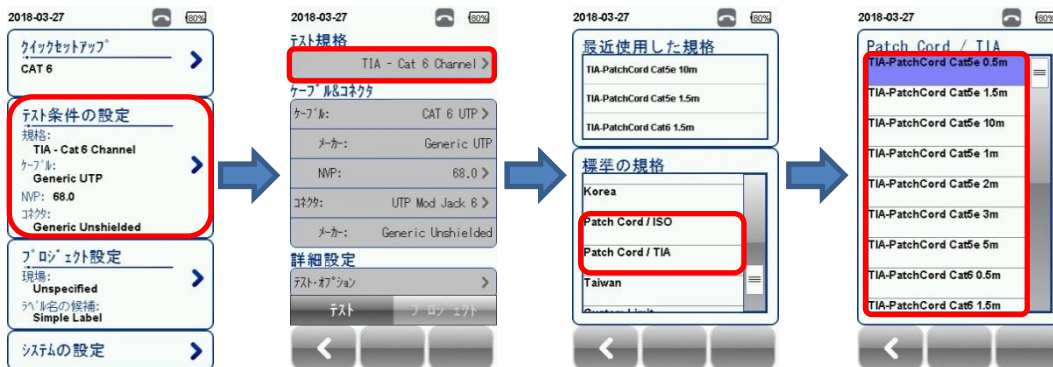 2018-03-27
80%
クイックセットアップ
CAT 6
テスト条件の設定
規格:
TIA - Cat 6 Channel
ケーブル:
Generic UTP
NVP: 68.0
コネクタ:
Generic Unshielded
プロジェクト設定
現場:
Unspecified
ラベル名の候補:
Simple Label
システムの設定
2018-03-27
80%
テスト規格
TIA - Cat 6 Channel
ケーブル&コネクタ
ケーブル: CAT 6 UTP
メーカー: Generic UTP
NVP: 68.0
コネクタ: UTP Mod Jack 6
メーカー: Generic Unshielded
詳細設定
テスト・オプション
テスト プロジェクト
2018-03-27
80%
最近使用した規格
TIA-PatchCord Cat5e 10m
TIA-PatchCord Cat5e 1.5m
TIA-PatchCord Cat6 1.5m
標準の規格
Korea
Patch Cord / ISO
Patch Cord / TIA
Taiwan
Custom Limit
2018-03-27
80%
Patch Cord / TIA
TIA-PatchCord Cat5e 0.5m
TIA-PatchCord Cat5e 1.5m
TIA-PatchCord Cat5e 10m
TIA-PatchCord Cat5e 1m
TIA-PatchCord Cat5e 2m
TIA-PatchCord Cat5e 3m
TIA-PatchCord Cat5e 5m
TIA-PatchCord Cat6 0.5m
TIA-PatchCord Cat6 1.5m